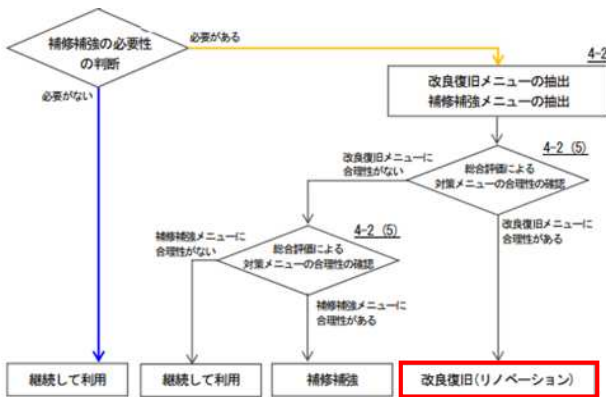 補修補強の必要性
の判断
必要がある
必要がない
4-2
改良復旧メニューの抽出
補修補強メニューの抽出
4-2 (5)
改良復旧メニューに
合理性がない
総合評価による
対策メニューの合理性の確認
改良復旧メニューに
合理性がある
4-2 (5)
補修補強メニューに
合理性がない
総合評価による
対策メニューの合理性の確認
補修補強メニューに
合理性がある
継続して利用
継続して利用
補修補強
改良復旧(リノベーション)